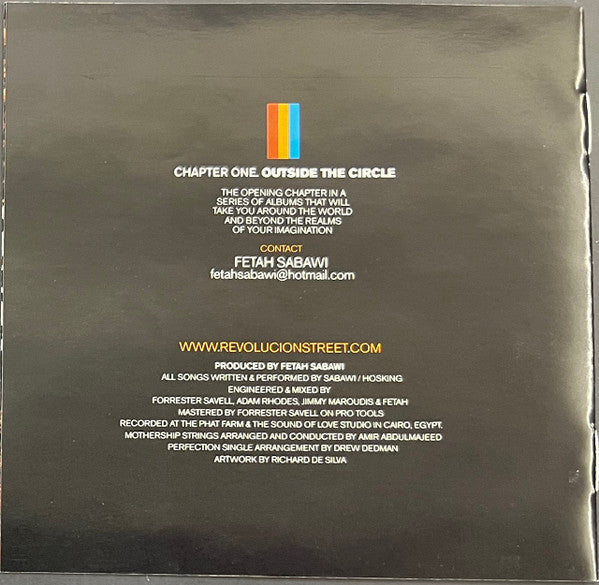 CHAPTER ONE. OUTSIDE THE CIRCLE
THE OPENING CHAPTER IN A
SERIES OF ALBUMS THAT WILL
TAKE YOU AROUND THE WORLD
AND BEYOND THE REALMS
OF YOUR IMAGINATION
CONTACT
FETAH SABAWI
fetahsabawi@hotmail.com
WWW.REVOLUCIONSTREET.COM
PRODUCED BY FETAH SABAWI
ALL SONGS WRITTEN & PERFORMED BY SABAWI / HOSKING
ENGINEERED & MIXED BY
FORRESTER SAVELL, ADAM RHODES, JIMMY MAROUDIS & FETAH
MASTERED BY FORRESTER SAVELL ON PRO TOOLS
RECORDED AT THE PHAT FARM & THE SOUND OF LOVE STUDIO IN CAIRO, EGYPT.
MOTHERSHIP STRINGS ARRANGED AND CONDUCTED BY AMIR ABDULMAJEED
PERFECTION SINGLE ARRANGEMENT BY DREW DEDMAN
ARTWORK BY RICHARD DE SILVA